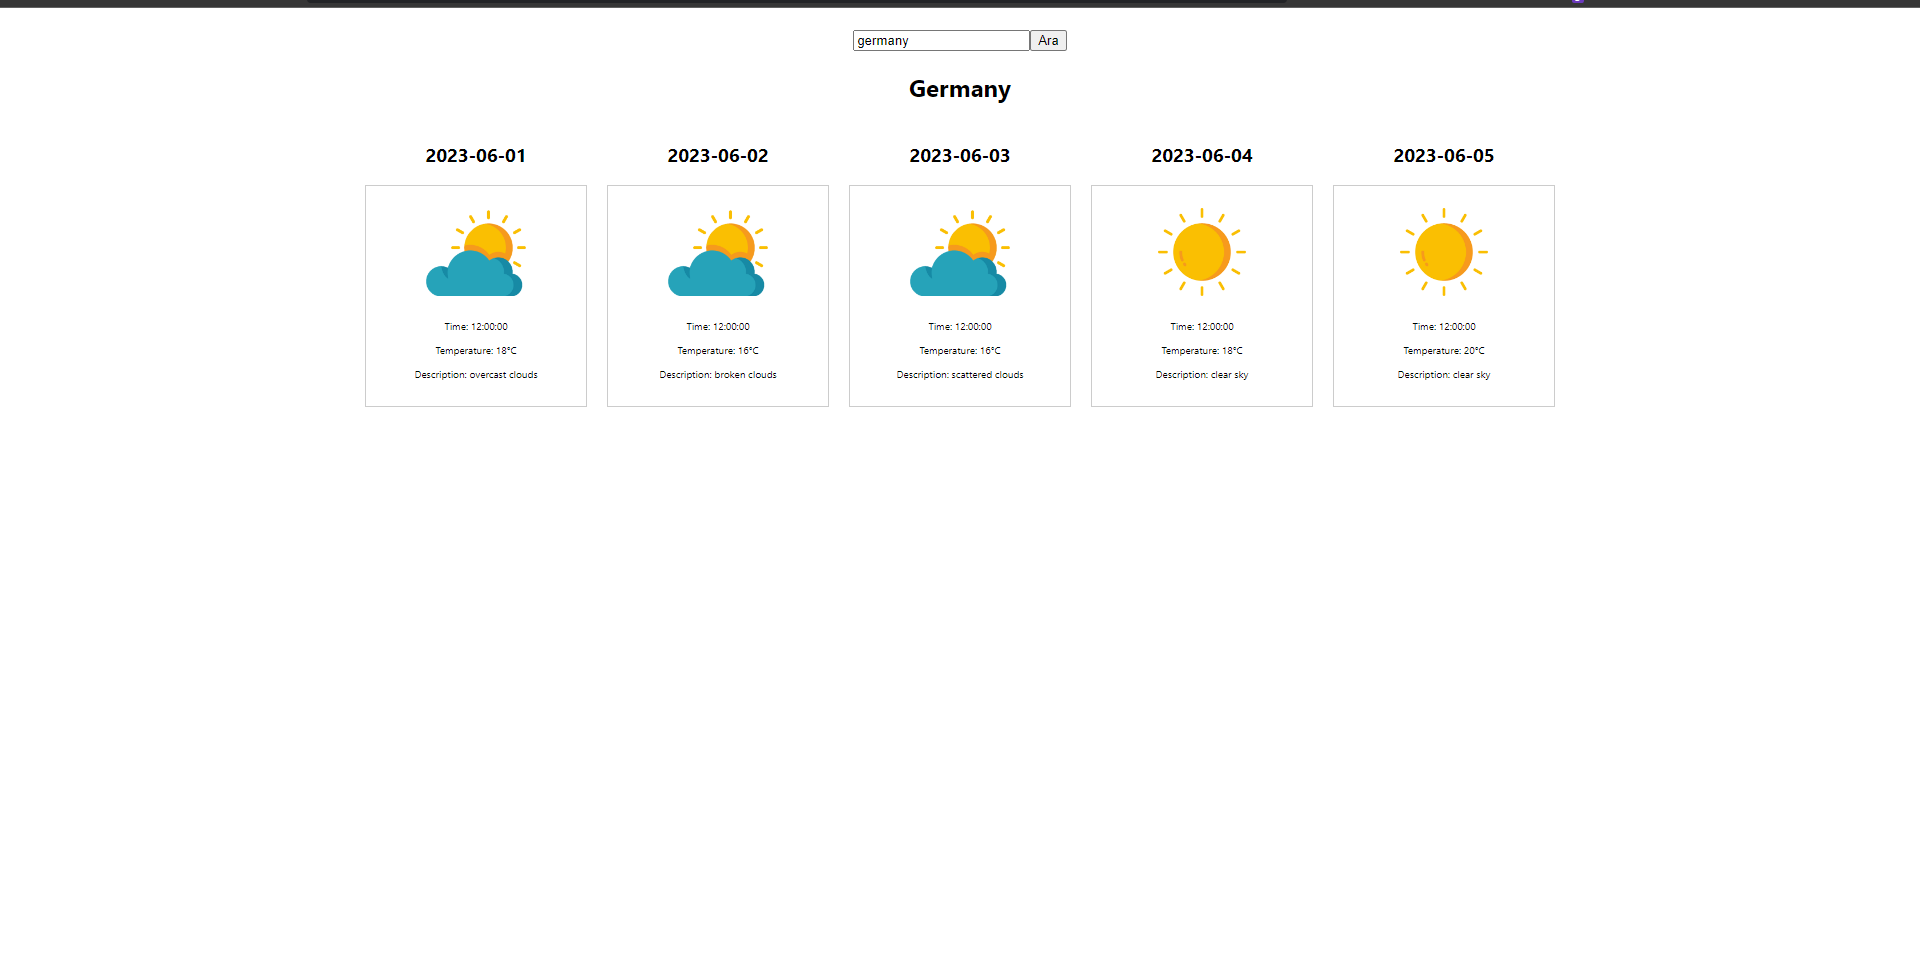 germany Ara
Germany
2023-06-01
Time: 12:00:00
Temperature: 18°C
Description: overcast clouds
2023-06-02
Time: 12:00:00
Temperature: 16°C
Description: broken clouds
2023-06-03
Time: 12:00:00
Temperature: 16°C
Description: scattered clouds
2023-06-04
Time: 12:00:00
Temperature: 18°C
Description: clear sky
2023-06-05
Time: 12:00:00
Temperature: 20°C
Description: clear sky